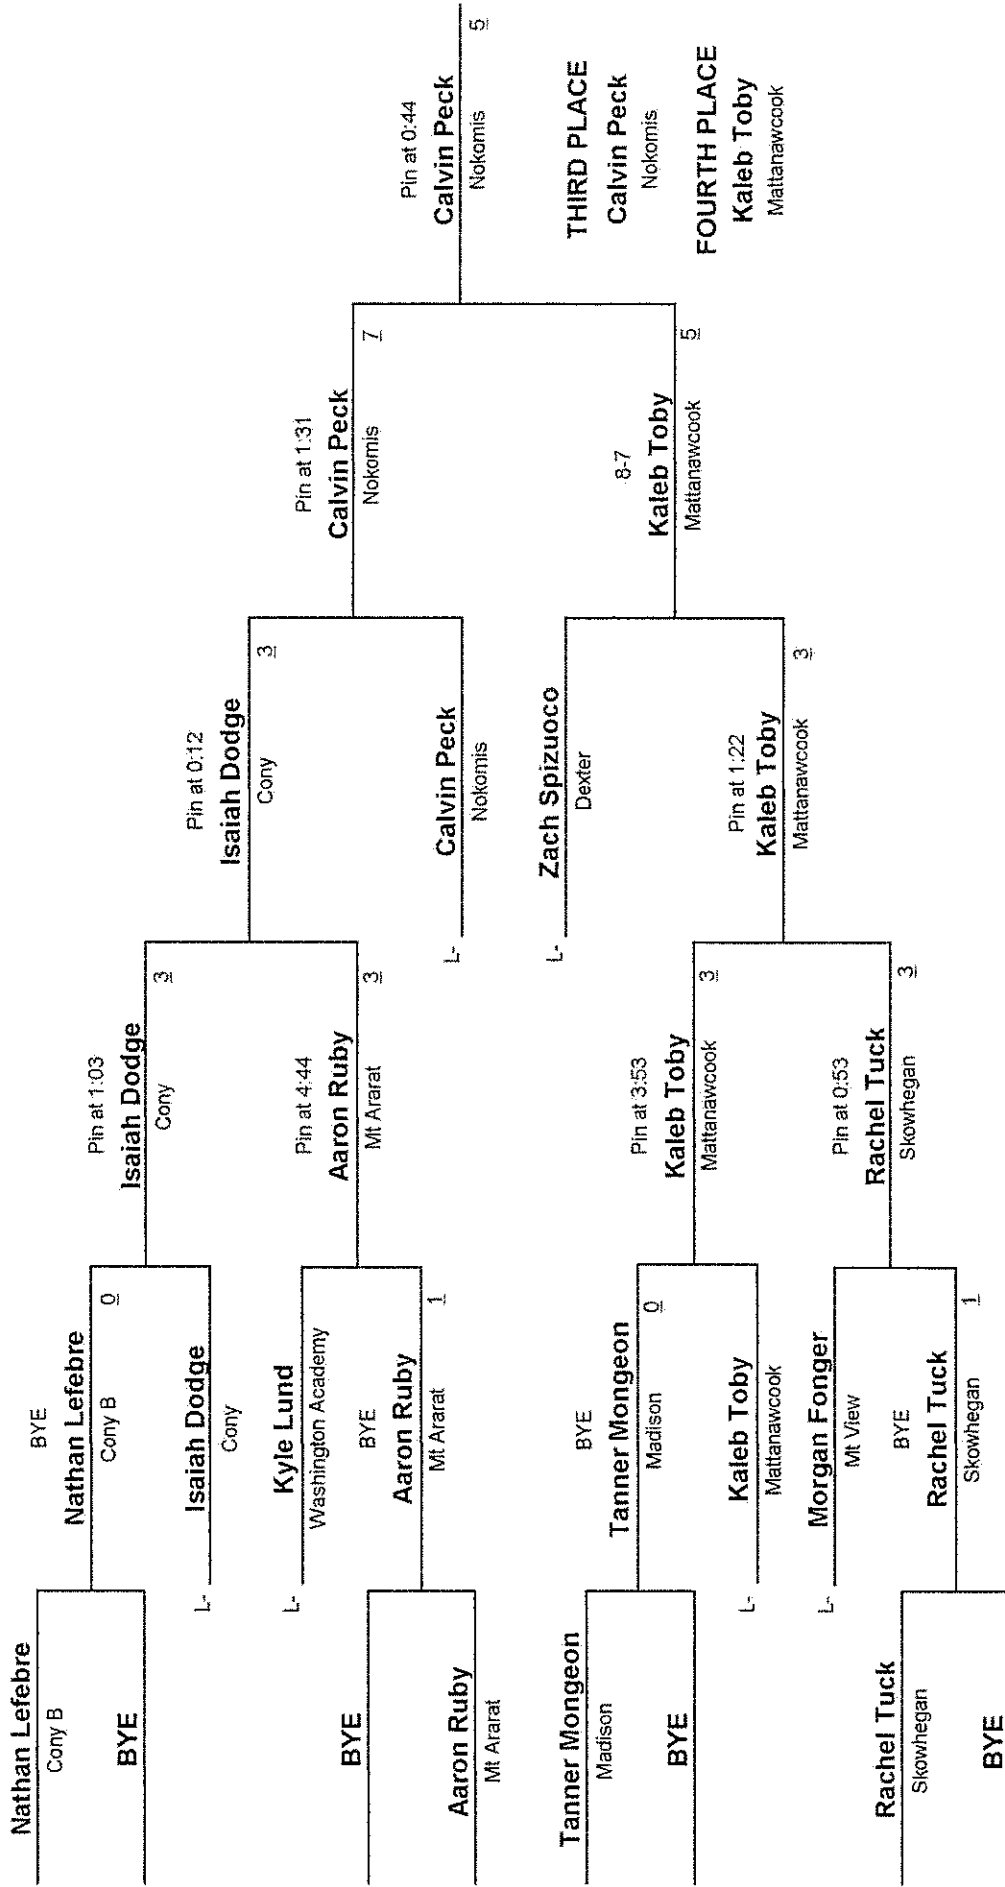 Nathan Lefebre
Cony B
BYE
BYE
Aaron Ruby
Mt Ararat
Tanner Mongeon
Madison
BYE
Rachel Tuck
Skowhegan
BYE
BYE
Nathan Lefebre
Cony B
0
L-
Isaiah Dodge
Cony
L-
Kyle Lund
Washington Academy
BYE
Aaron Ruby
Mt Ararat
1
BYE
Tanner Mongeon
Madison
0
L-
Kaleb Toby
Mattanawcook
L-
Morgan Fonger
Mt View
BYE
Rachel Tuck
Skowhegan
1
Pin at 1:03
Isaiah Dodge
Cony
3
Pin at 4:44
Aaron Ruby
Mt Ararat
3
Pin at 3:53
Kaleb Toby
Mattanawcook
3
Pin at 0:53
Rachel Tuck
Skowhegan
3
Pin at 0:12
Isaiah Dodge
Cony
3
L-
Calvin Peck
Nokomis
L-
Zach Spizuoco
Dexter
Pin at 1:22
Kaleb Toby
Mattanawcook
3
Pin at 1:31
Calvin Peck
Nokomis
7
8-7
Kaleb Toby
Mattanawcook
5
Pin at 0:44
Calvin Peck
Nokomis
5
THIRD PLACE
Calvin Peck
Nokomis
FOURTH PLACE
Kaleb Toby
Mattanawcook